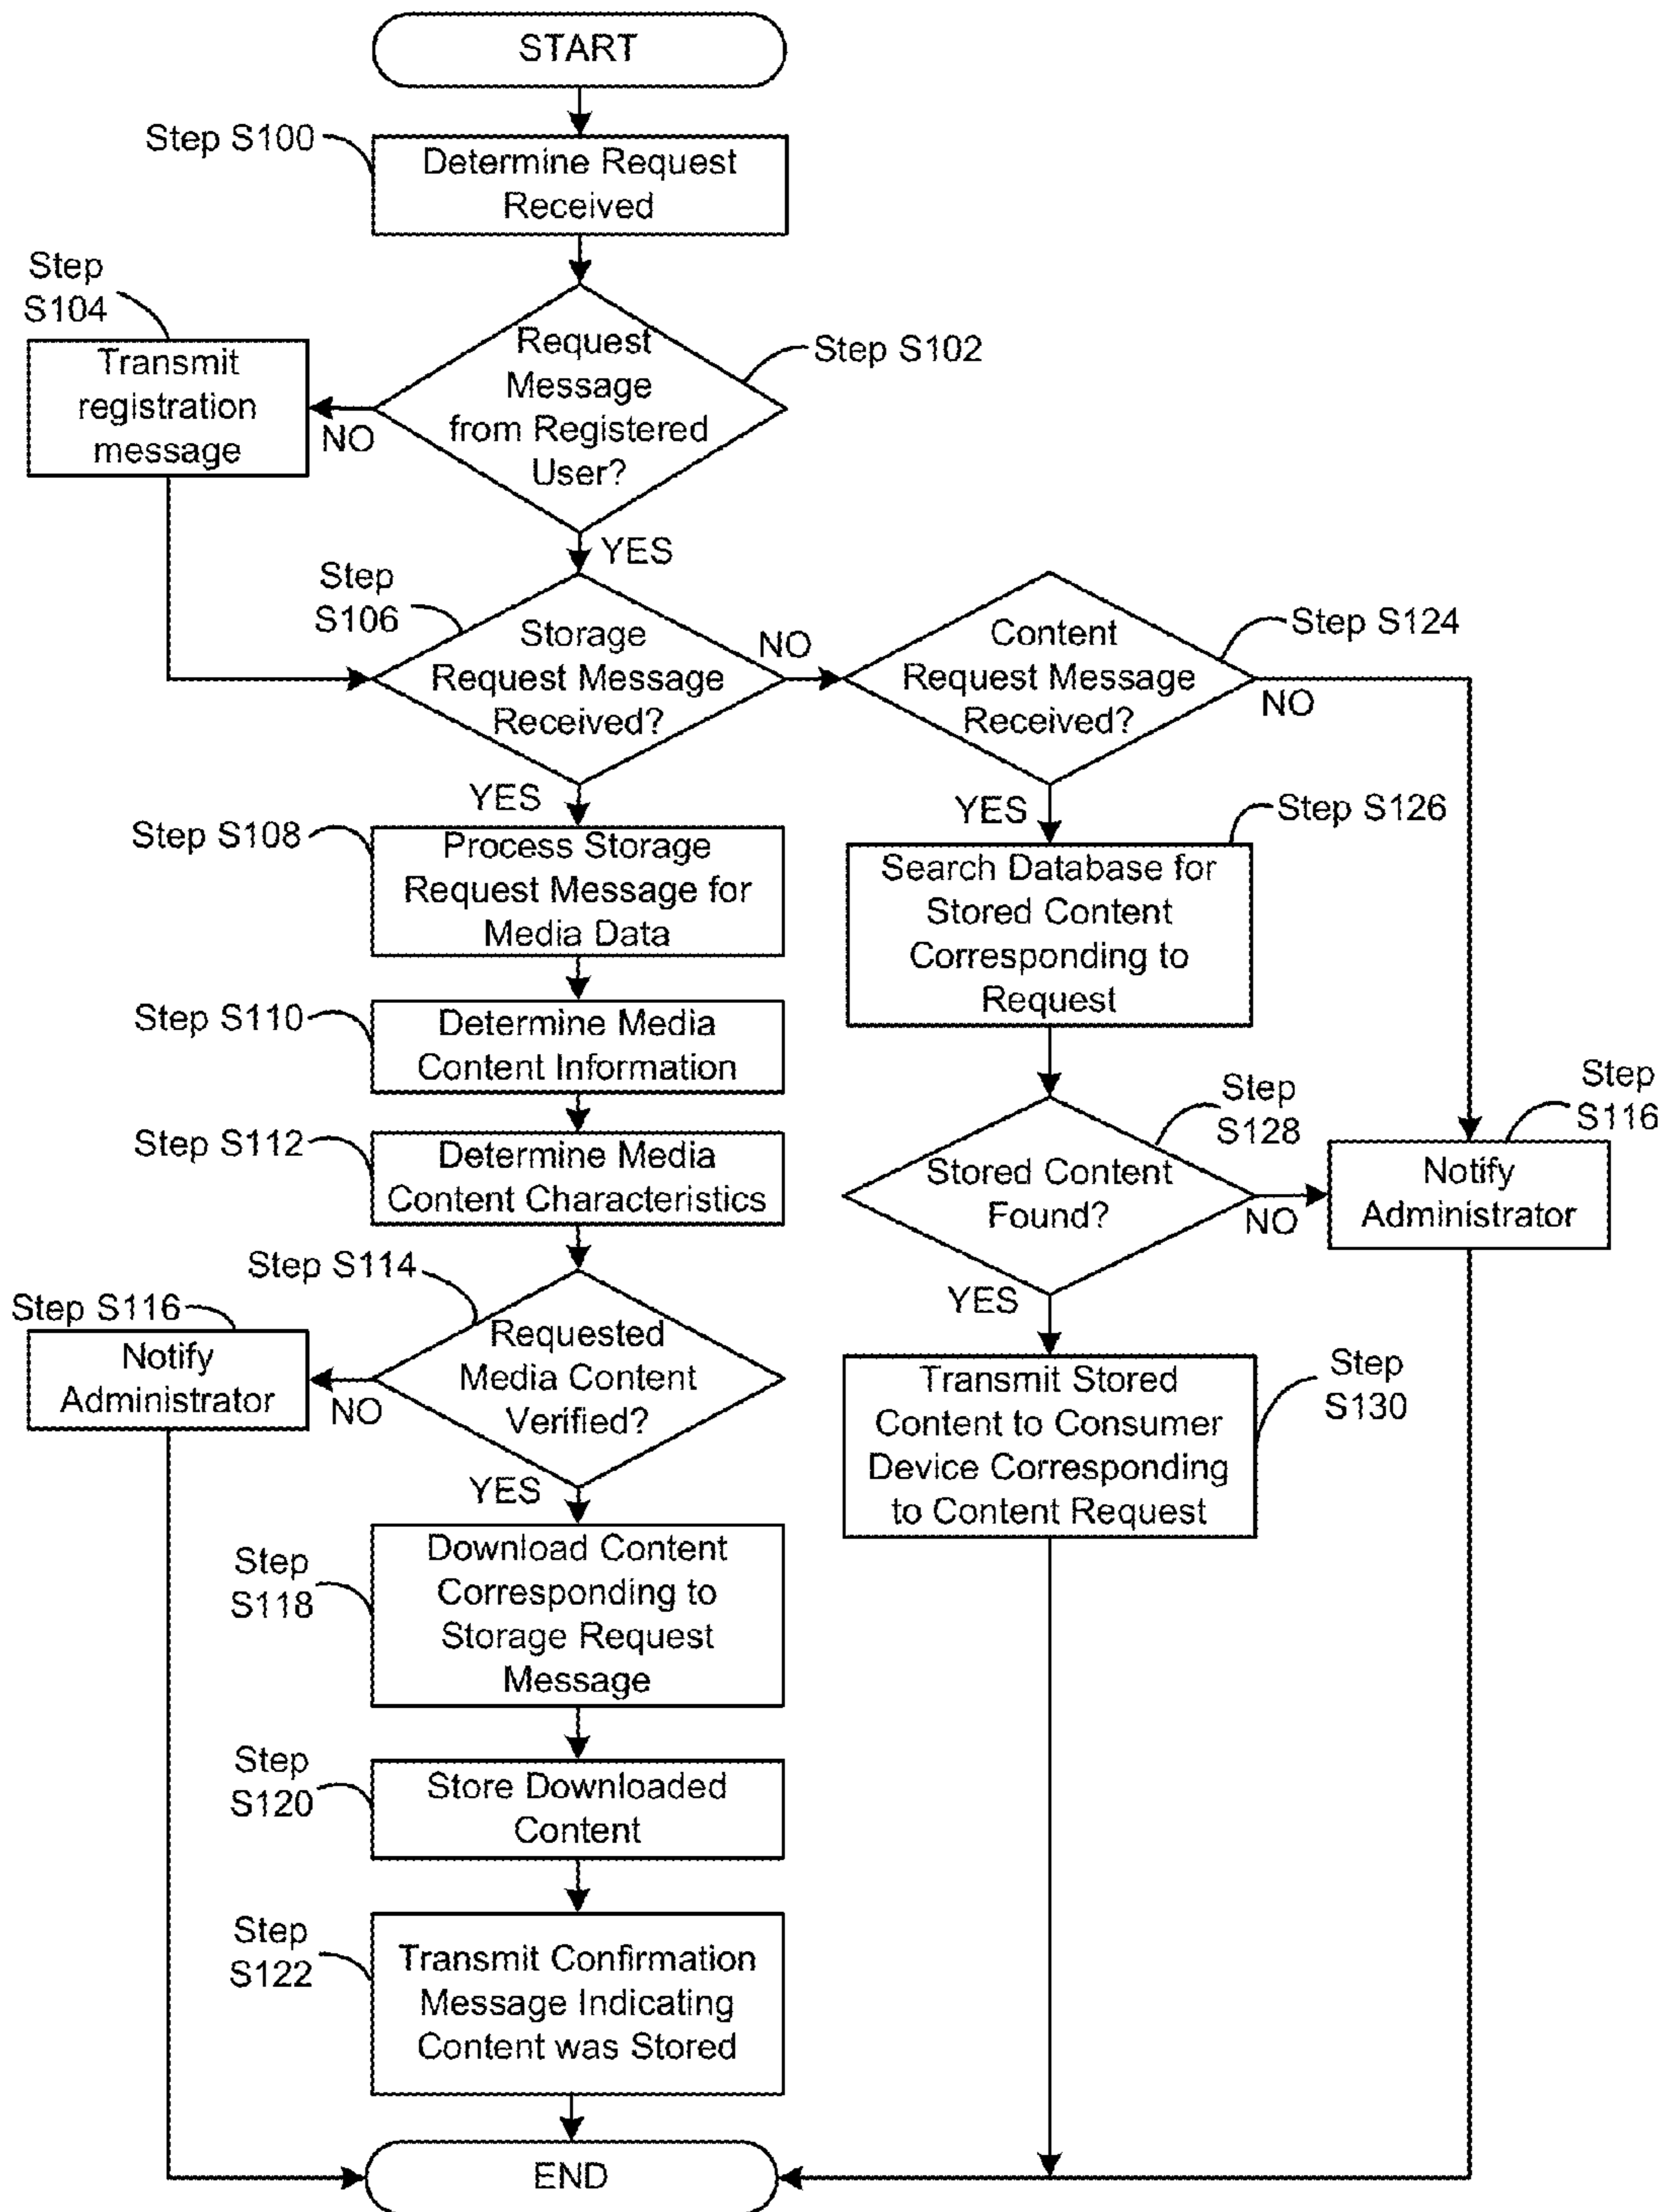 START
Step S100
Determine Request
Received
Step
S104
Transmit
registration
message
NO
Request
Message
from Registered
User?
Step S102
YES
Step
S106
Storage
Request Message
Received?
NO
Content
Request Message
Received?
Step S124
NO
YES
YES
Step S108
Process Storage
Request Message for
Media Data
Step S126
Search Database for
Stored Content
Corresponding to
Request
Step S110
Determine Media
Content Information
Step S112
Determine Media
Content Characteristics
Step
S128
Stored Content
Found?
NO
Step
S116
Notify
Administrator
Step S114
Requested
Media Content
Verified?
Step S116
Notify
Administrator
NO
YES
YES
Transmit Stored
Content to Consumer
Device Corresponding
to Content Request
Step
S130
Step
S118
Download Content
Corresponding to
Storage Request
Message
Step
S120
Store Downloaded
Content
Step
S122
Transmit Confirmation
Message Indicating
Content was Stored
END